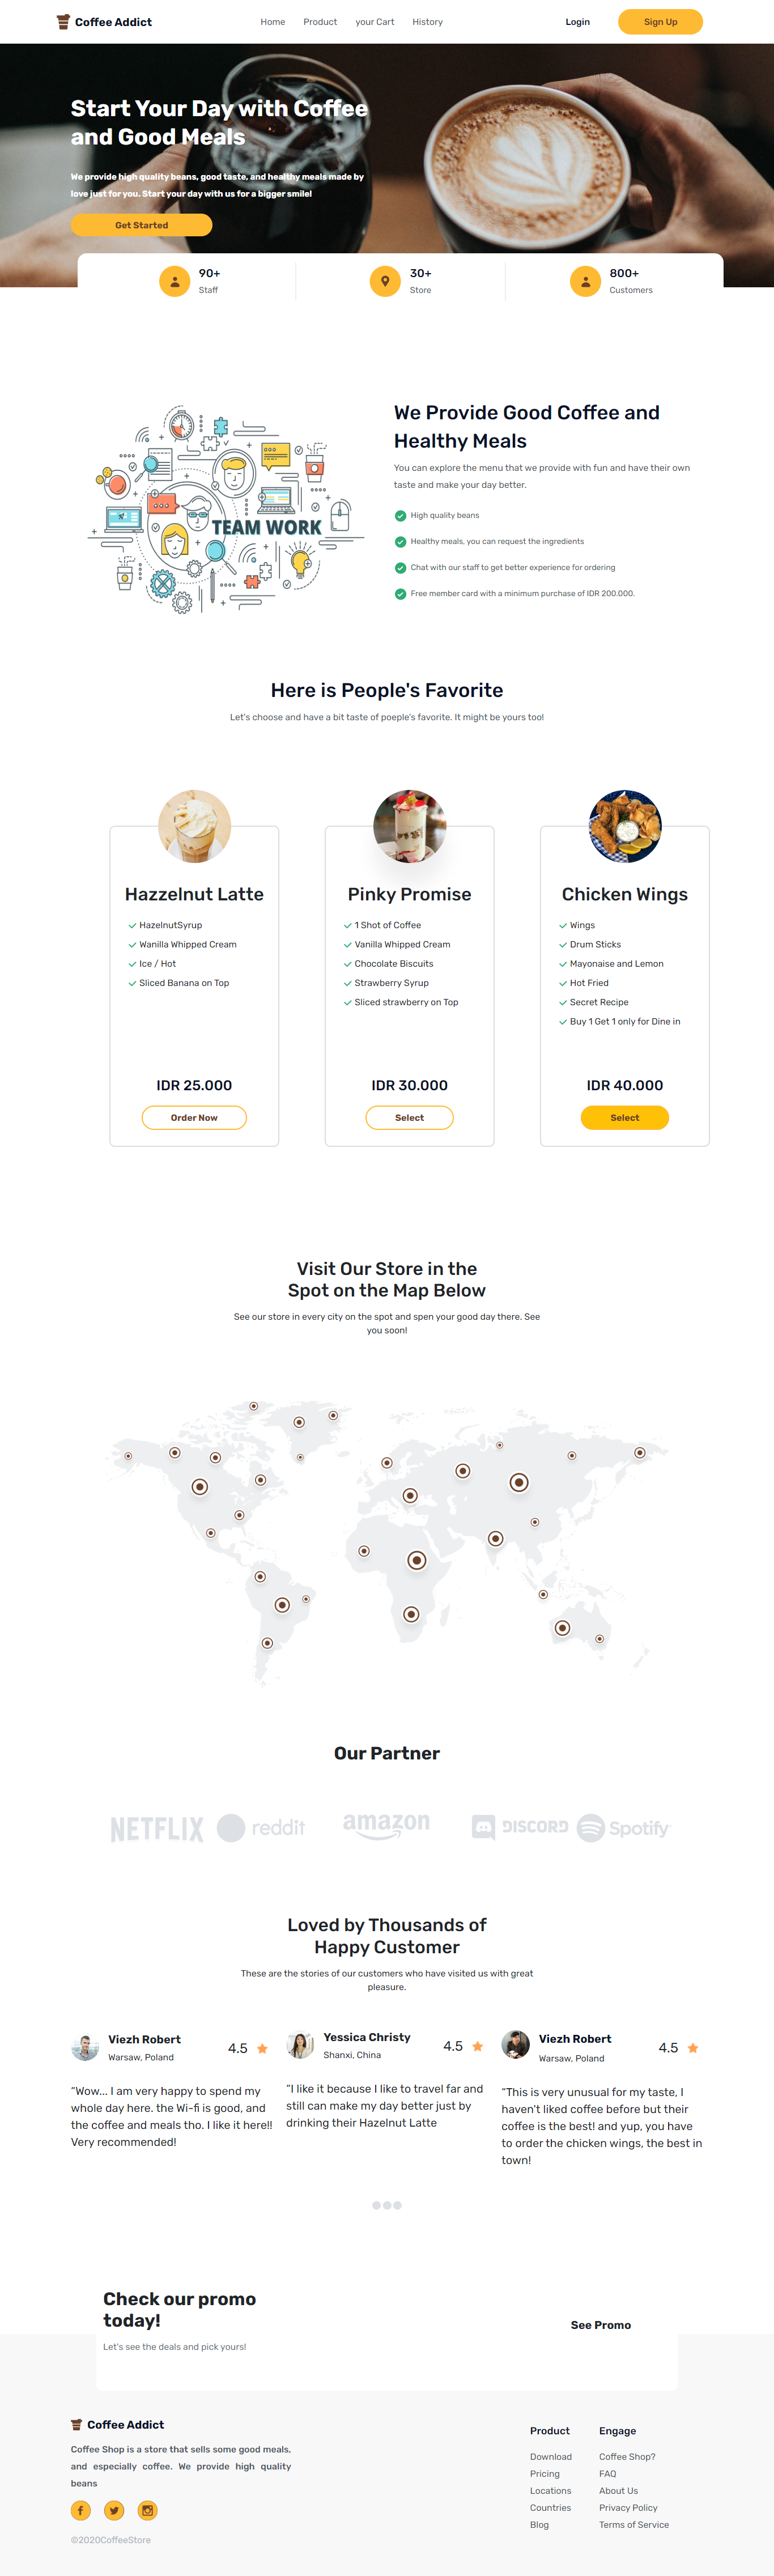 Coffee Addict
Home
Product
your Cart
History
Login
Sign Up
Start Your Day with Coffee
and Good Meals
We provide high quality beans, good taste, and healthy meals made by
love just for you. Start your day with us for a bigger smile!
Get Started
90+
Staff
30+
Store
800+
Customers
TEAM WORK
We Provide Good Coffee and
Healthy Meals
You can explore the menu that we provide with fun and have their own
taste and make your day better.
High quality beans
Healthy meals, you can request the ingredients
Chat with our staff to get better experience for ordering
Free member card with a minimum purchase of IDR 200.000.
Here is People's Favorite
Let's choose and have a bit taste of poeple's favorite. It might be yours too!
Hazzelnut Latte
HazelnutSyrup
Wanilla Whipped Cream
Ice / Hot
Sliced Banana on Top
IDR 25.000
Order Now
Pinky Promise
1 Shot of Coffee
Vanilla Whipped Cream
Chocolate Biscuits
Strawberry Syrup
Sliced strawberry on Top
IDR 30.000
Select
Chicken Wings
Wings
Drum Sticks
Mayonaise and Lemon
Hot Fried
Secret Recipe
Buy 1 Get 1 only for Dine in
IDR 40.000
Select
Visit Our Store in the
Spot on the Map Below
See our store in every city on the spot and spen your good day there. See
you soon!
Our Partner
NETFLIX
reddit
amazon
DISCORD
Spotify
Loved by Thousands of
Happy Customer
These are the stories of our customers who have visited us with great
pleasure.
Viezh Robert
Warsaw, Poland
4.5
"Wow... I am very happy to spend my
whole day here. the Wi-fi is good, and
the coffee and meals tho. I like it here!!
Very recommended!
Yessica Christy
Shanxi, China
4.5
"I like it because I like to travel far and
still can make my day better just by
drinking their Hazelnut Latte
Viezh Robert
Warsaw, Poland
4.5
"This is very unusual for my taste, I
haven't liked coffee before but their
coffee is the best! and yup, you have
to order the chicken wings, the best in
town!
Check our promo
today!
Let's see the deals and pick yours!
See Promo
Coffee Addict
Coffee Shop is a store that sells some good meals,
and especially coffee. We provide high quality
beans
©2020CoffeeStore
Product
Download
Pricing
Locations
Countries
Blog
Engage
Coffee Shop?
FAQ
About Us
Privacy Policy
Terms of Service